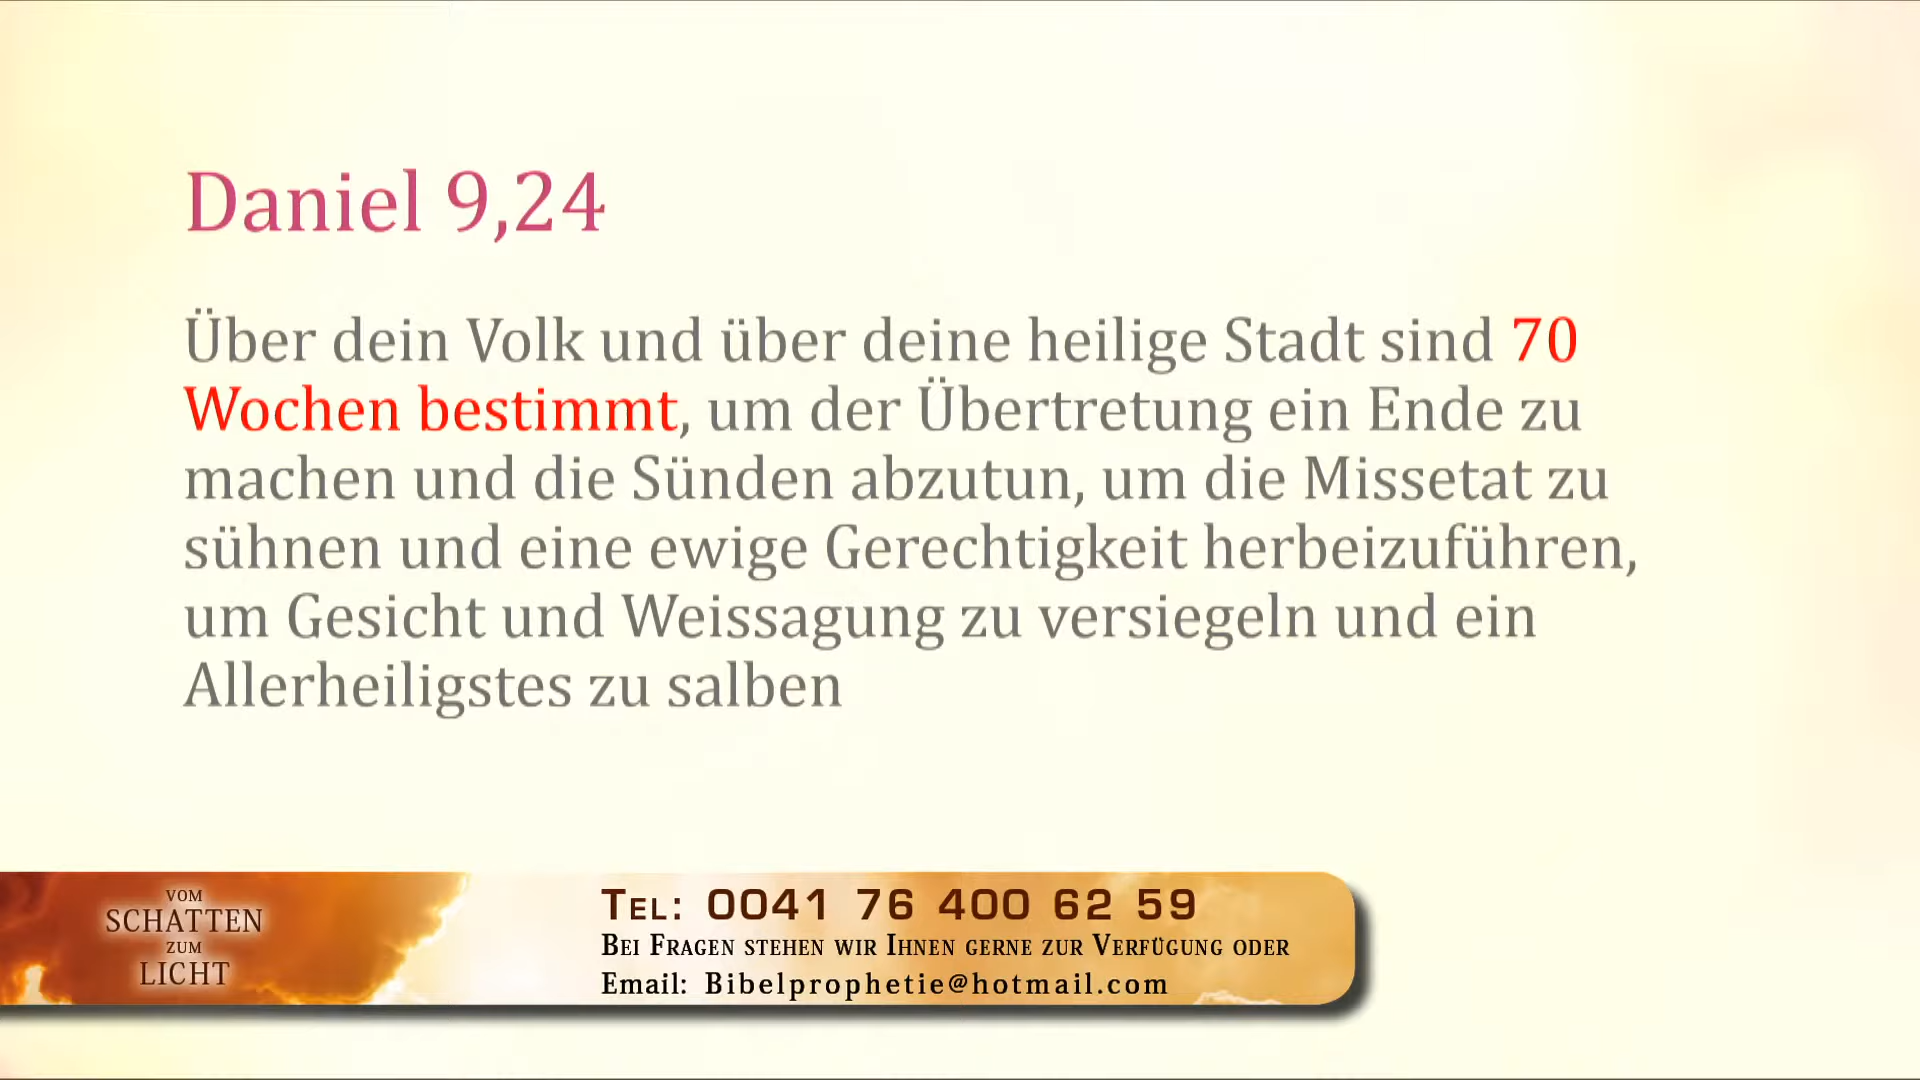 Daniel 9,24
Über dein Volk und über deine heilige Stadt sind 70
Wochen bestimmt, um der Übertretung ein Ende zu
machen und die Sünden abzutun, um die Missetat zu
sühnen und eine ewige Gerechtigkeit herbeizuführen,
um Gesicht und Weissagung zu versiegeln und ein
Allerheiligstes zu salben
VOM
SCHATTEN
ZUM
LICHT
TEL: 0041 76 400 62 59
BEI FRAGEN STEHEN WIR IHNEN GERNE ZUR VERFÜGUNG ODER
Email: Bibelprophetie@hotmail.com